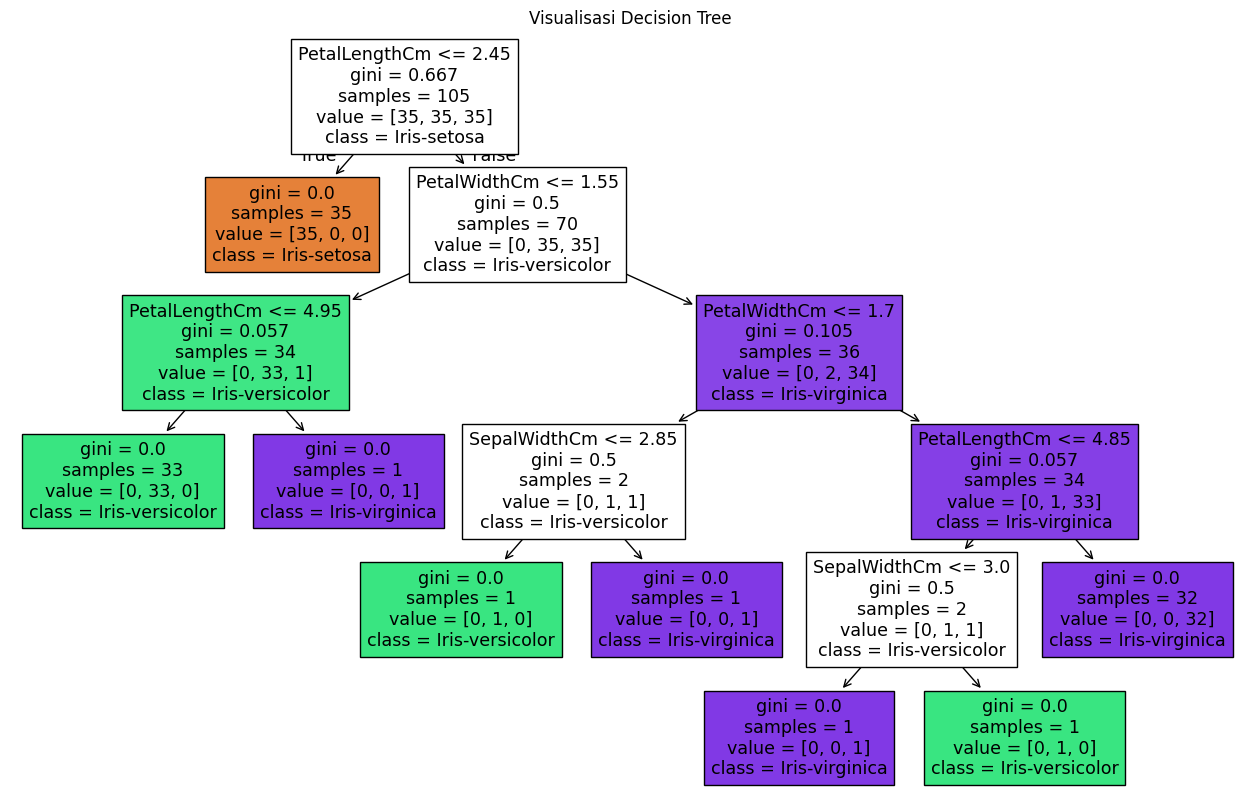 Visualisasi Decision Tree
PetalLengthCm <= 2.45
gini = 0.667
samples = 105
value = [35, 35, 35]
class = Iris-setosa
True
False
gini = 0.0
samples = 35
value = [35, 0, 0]
class = Iris-setosa
PetalWidthCm <= 1.55
gini = 0.5
samples = 70
value = [0, 35, 35]
class = Iris-versicolor
PetalLengthCm <= 4.95
gini = 0.057
samples = 34
value = [0, 33, 1]
class = Iris-versicolor
PetalWidthCm <= 1.7
gini = 0.105
samples = 36
value = [0, 2, 34]
class = Iris-virginica
gini = 0.0
samples = 33
value = [0, 33, 0]
class = Iris-versicolor
gini = 0.0
samples = 1
value = [0, 0, 1]
class = Iris-virginica
SepalWidthCm <= 2.85
gini = 0.5
samples = 2
value = [0, 1, 1]
class = Iris-versicolor
PetalLengthCm <= 4.85
gini = 0.057
samples = 34
value = [0, 1, 33]
class = Iris-virginica
gini = 0.0
samples = 1
value = [0, 1, 0]
class = Iris-versicolor
gini = 0.0
samples = 1
value = [0, 0, 1]
class = Iris-virginica
SepalWidthCm <= 3.0
gini = 0.5
samples = 2
value = [0, 1, 1]
class = Iris-versicolor
gini = 0.0
samples = 32
value = [0, 0, 32]
class = Iris-virginica
gini = 0.0
samples = 1
value = [0, 0, 1]
class = Iris-virginica
gini = 0.0
samples = 1
value = [0, 1, 0]
class = Iris-versicolor